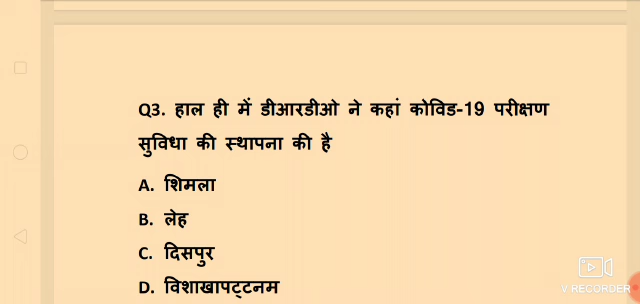 Q3. हाल ही में डीआरडीओ ने कहां कोविड-19 परीक्षण
सुविधा की स्थापना की है
A. शिमला
B. लेह
C. दिसपुर
D. विशाखापट्टनम
V RECORDER